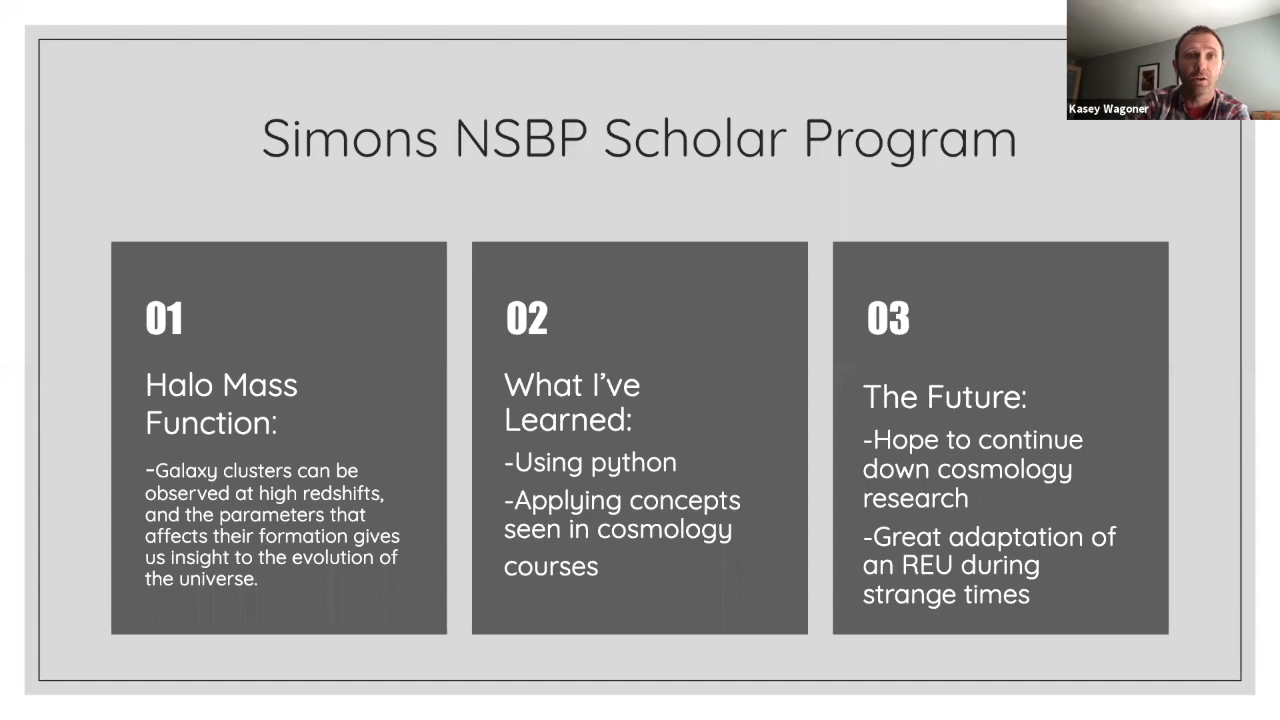 Kasey Wagoner
Simons NSBP Scholar Program
01
Halo Mass
Function:
-Galaxy clusters can be
observed at high redshifts,
and the parameters that
affects their formation gives
us insight to the evolution of
the universe.
02
What I’ve
Learned:
-Using python
-Applying concepts
seen in cosmology
courses
03
The Future:
-Hope to continue
down cosmology
research
-Great adaptation of
an REU during
strange times